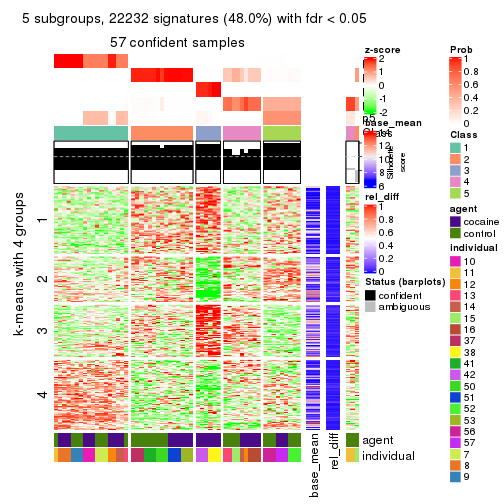 5 subgroups, 22232 signatures (48.0%) with fdr < 0.05
57 confident samples
k-means with 4 groups
1
2
3
4
p5
Silhouette
score
agent
individual
base_mean
rel_diff
z-score
2
1
0
-1
-2
base_mean
14
12
10
8
6
rel_diff
1
0.8
0.6
0.4
0.2
0
Status (barplots)
confident
ambiguous
Prob
1
0.8
0.6
0.4
0.2
0
Class
1
2
3
4
5
agent
cocaine
control
individual
10
11
12
13
14
15
16
37
38
41
42
50
51
52
53
56
57
7
8
9